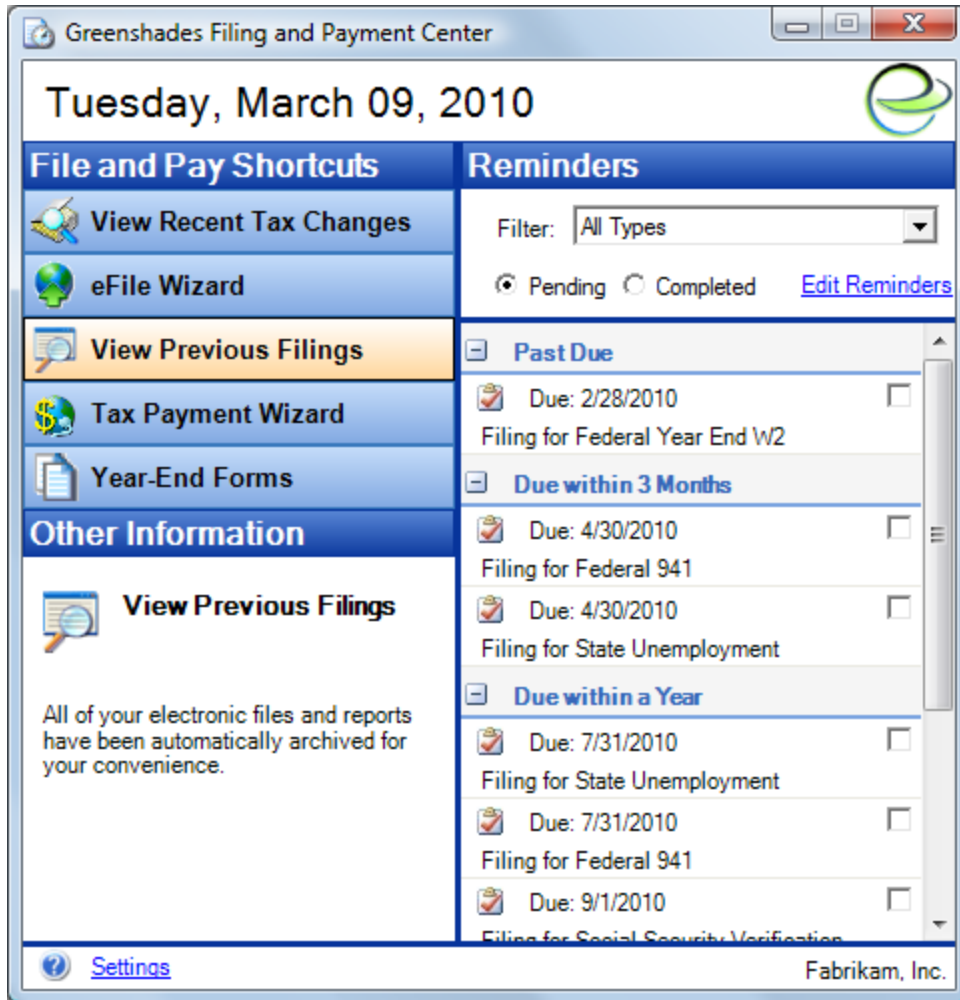 Greenshades Filing and Payment Center
Tuesday, March 09, 2010
File and Pay Shortcuts
View Recent Tax Changes
eFile Wizard
View Previous Filings
Tax Payment Wizard
Year-End Forms
Other Information
View Previous Filings
All of your electronic files and reports
have been automatically archived for
your convenience.
Reminders
Filter: All Types
Pending Completed Edit Reminders
Past Due
Due: 2/28/2010
Filing for Federal Year End W2
Due within 3 Months
Due: 4/30/2010
Filing for Federal 941
Due: 4/30/2010
Filing for State Unemployment
Due within a Year
Due: 7/31/2010
Filing for State Unemployment
Due: 7/31/2010
Filing for Federal 941
Due: 9/1/2010
Filing for Social Security Verification
Settings
Fabrikam, Inc.